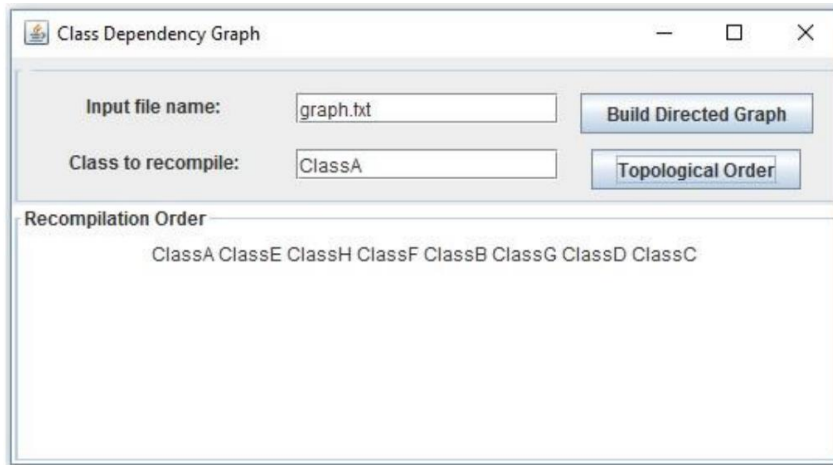 Class Dependency Graph
Input file name: graph.txt Build Directed Graph
Class to recompile: ClassA Topological Order
Recompilation Order
ClassA ClassE ClassH ClassF ClassB ClassG ClassD ClassC